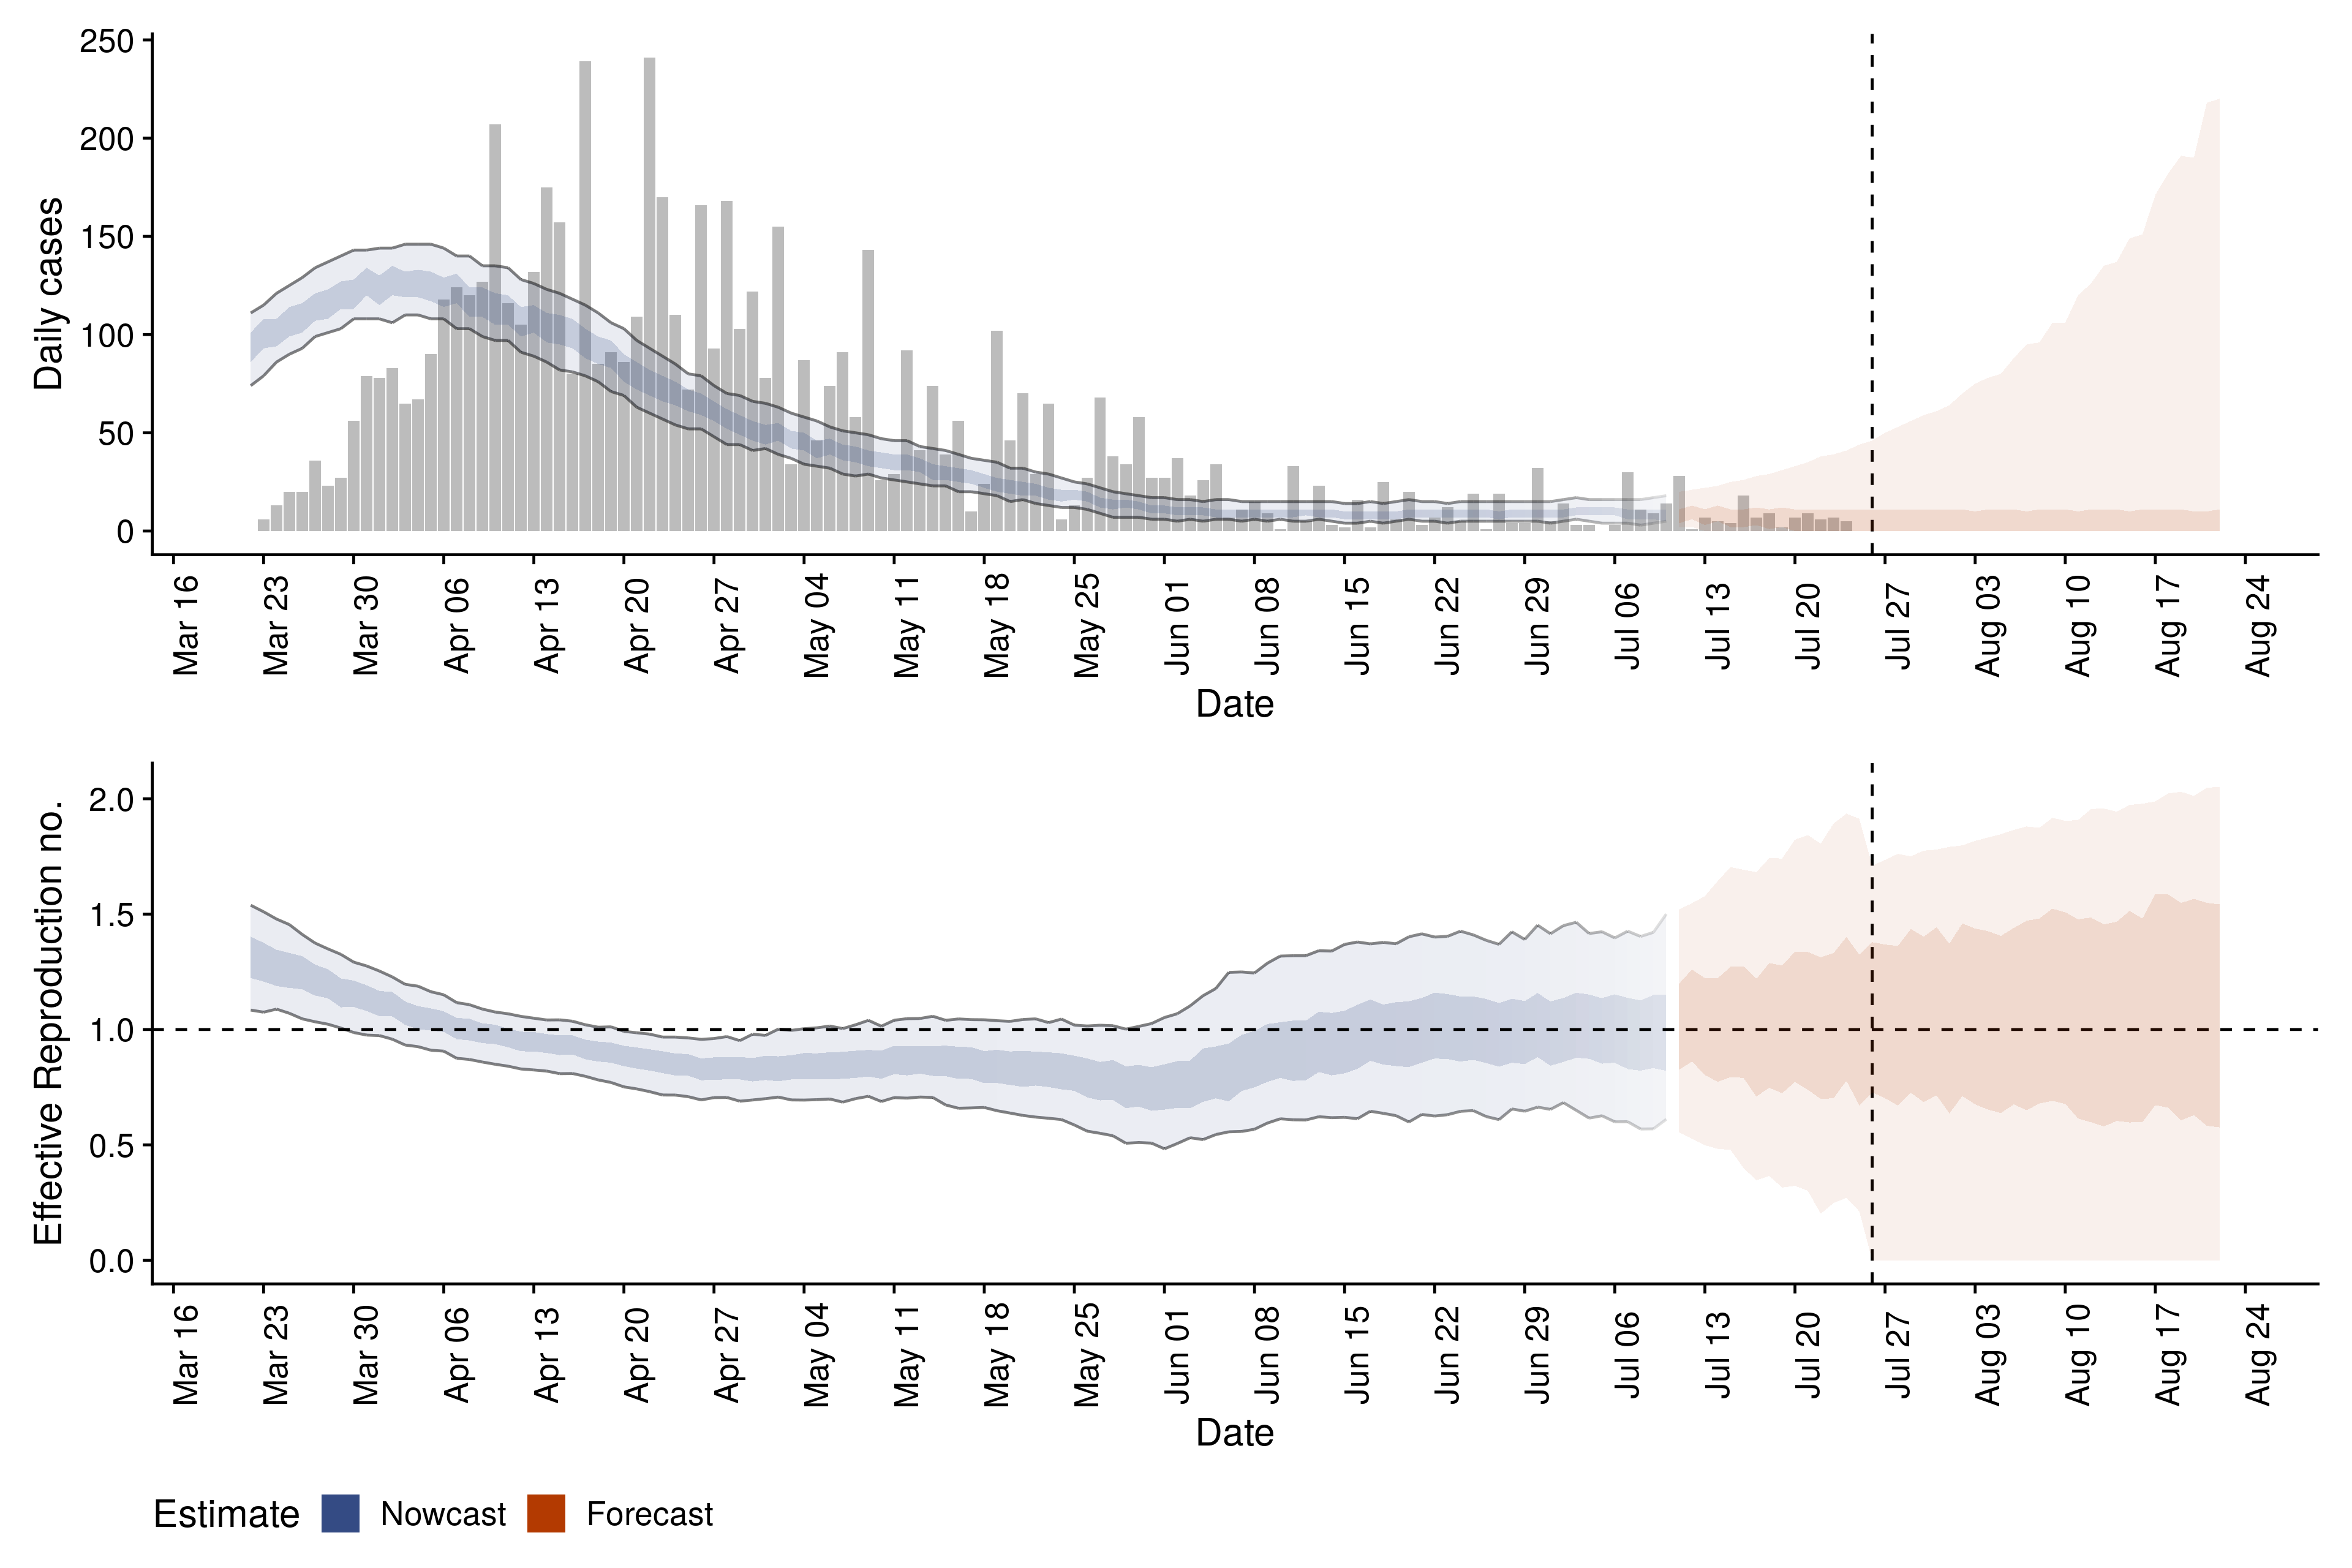 250
200
150
100
50
0
Daily cases
Mar 16 Mar 23 Mar 30 Apr 06 Apr 13 Apr 20 Apr 27 May 04 May 11 May 18 May 25 Jun 01 Jun 08 Jun 15 Jun 22 Jun 29 Jul 06 Jul 13 Jul 20 Jul 27 Aug 03 Aug 10 Aug 17 Aug 24
Date
2.0
1.5
1.0
0.5
0.0
Effective Reproduction no.
Mar 16 Mar 23 Mar 30 Apr 06 Apr 13 Apr 20 Apr 27 May 04 May 11 May 18 May 25 Jun 01 Jun 08 Jun 15 Jun 22 Jun 29 Jul 06 Jul 13 Jul 20 Jul 27 Aug 03 Aug 10 Aug 17 Aug 24
Date
Estimate Nowcast Forecast